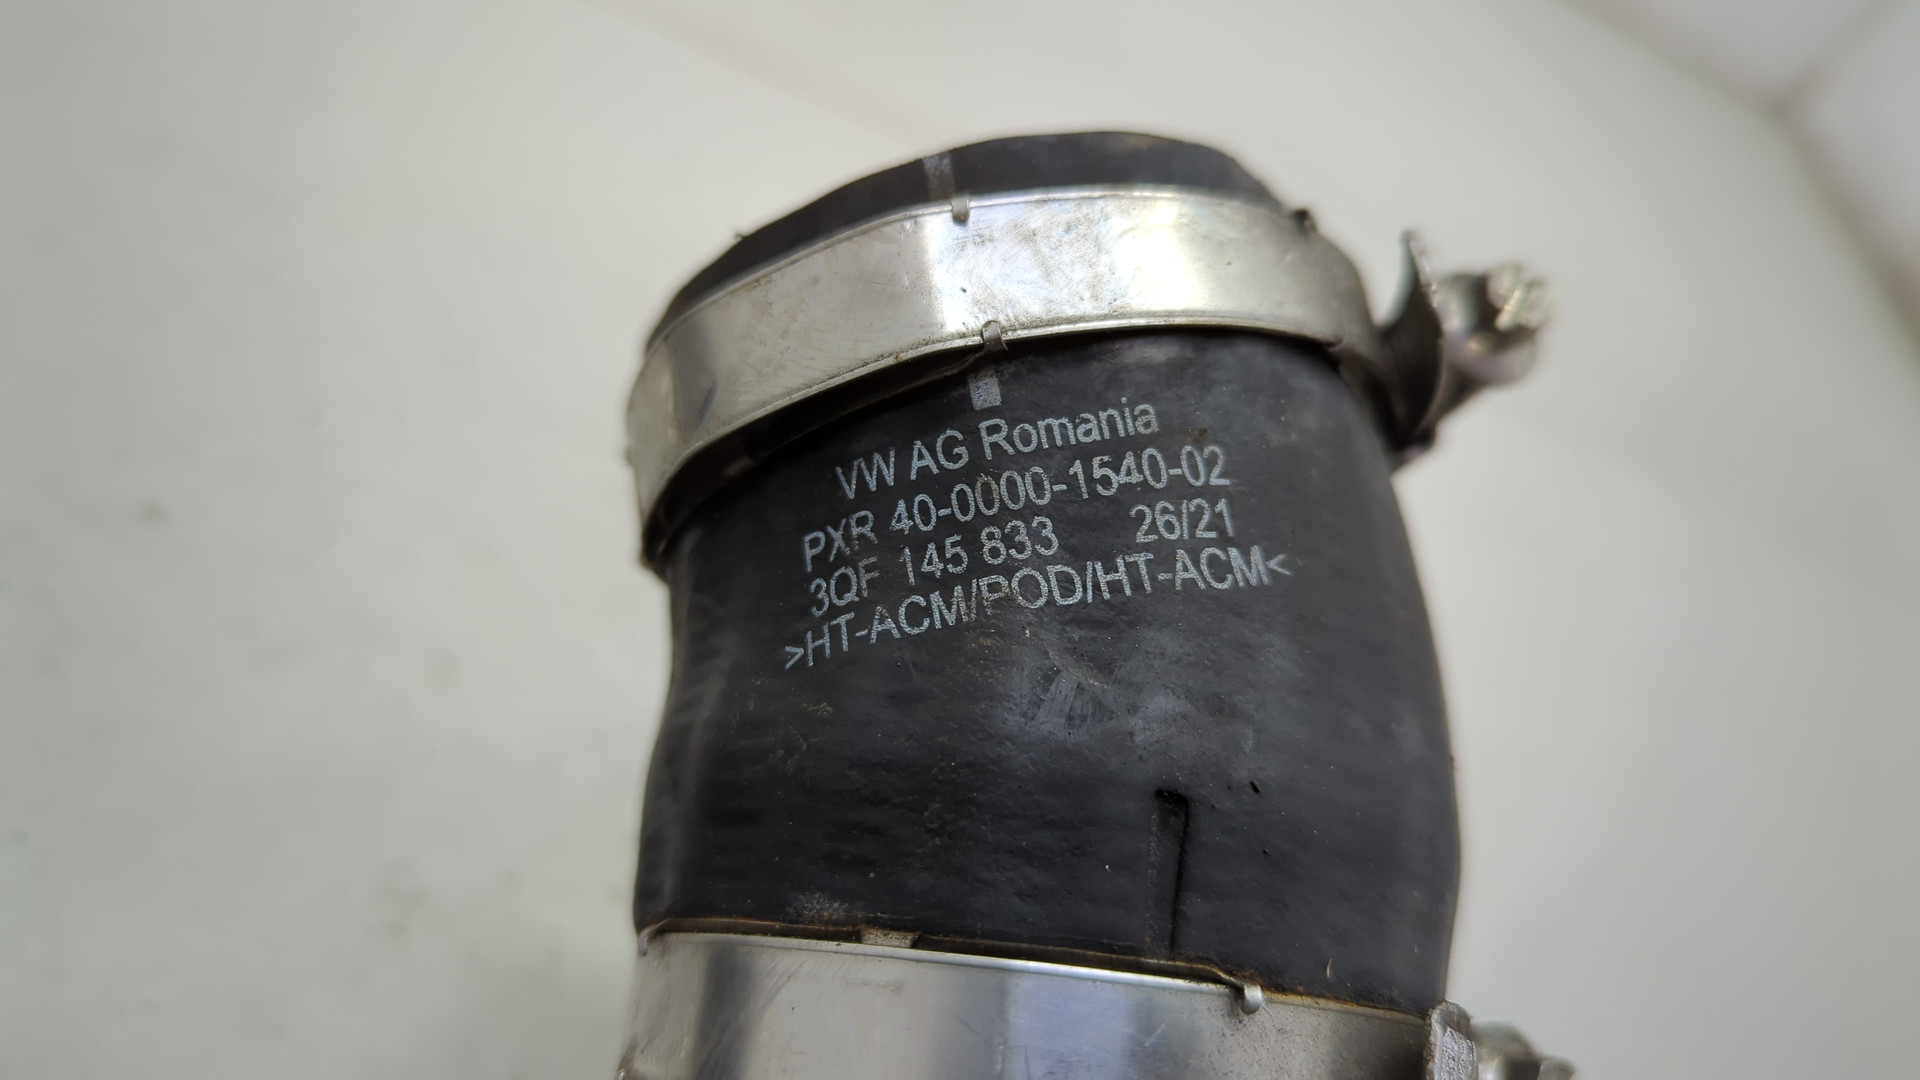 VW AG Romania
PXR 40-0000-1540-02
3QF 145 833 26/21
>HT-ACM/POD/HT-ACM<